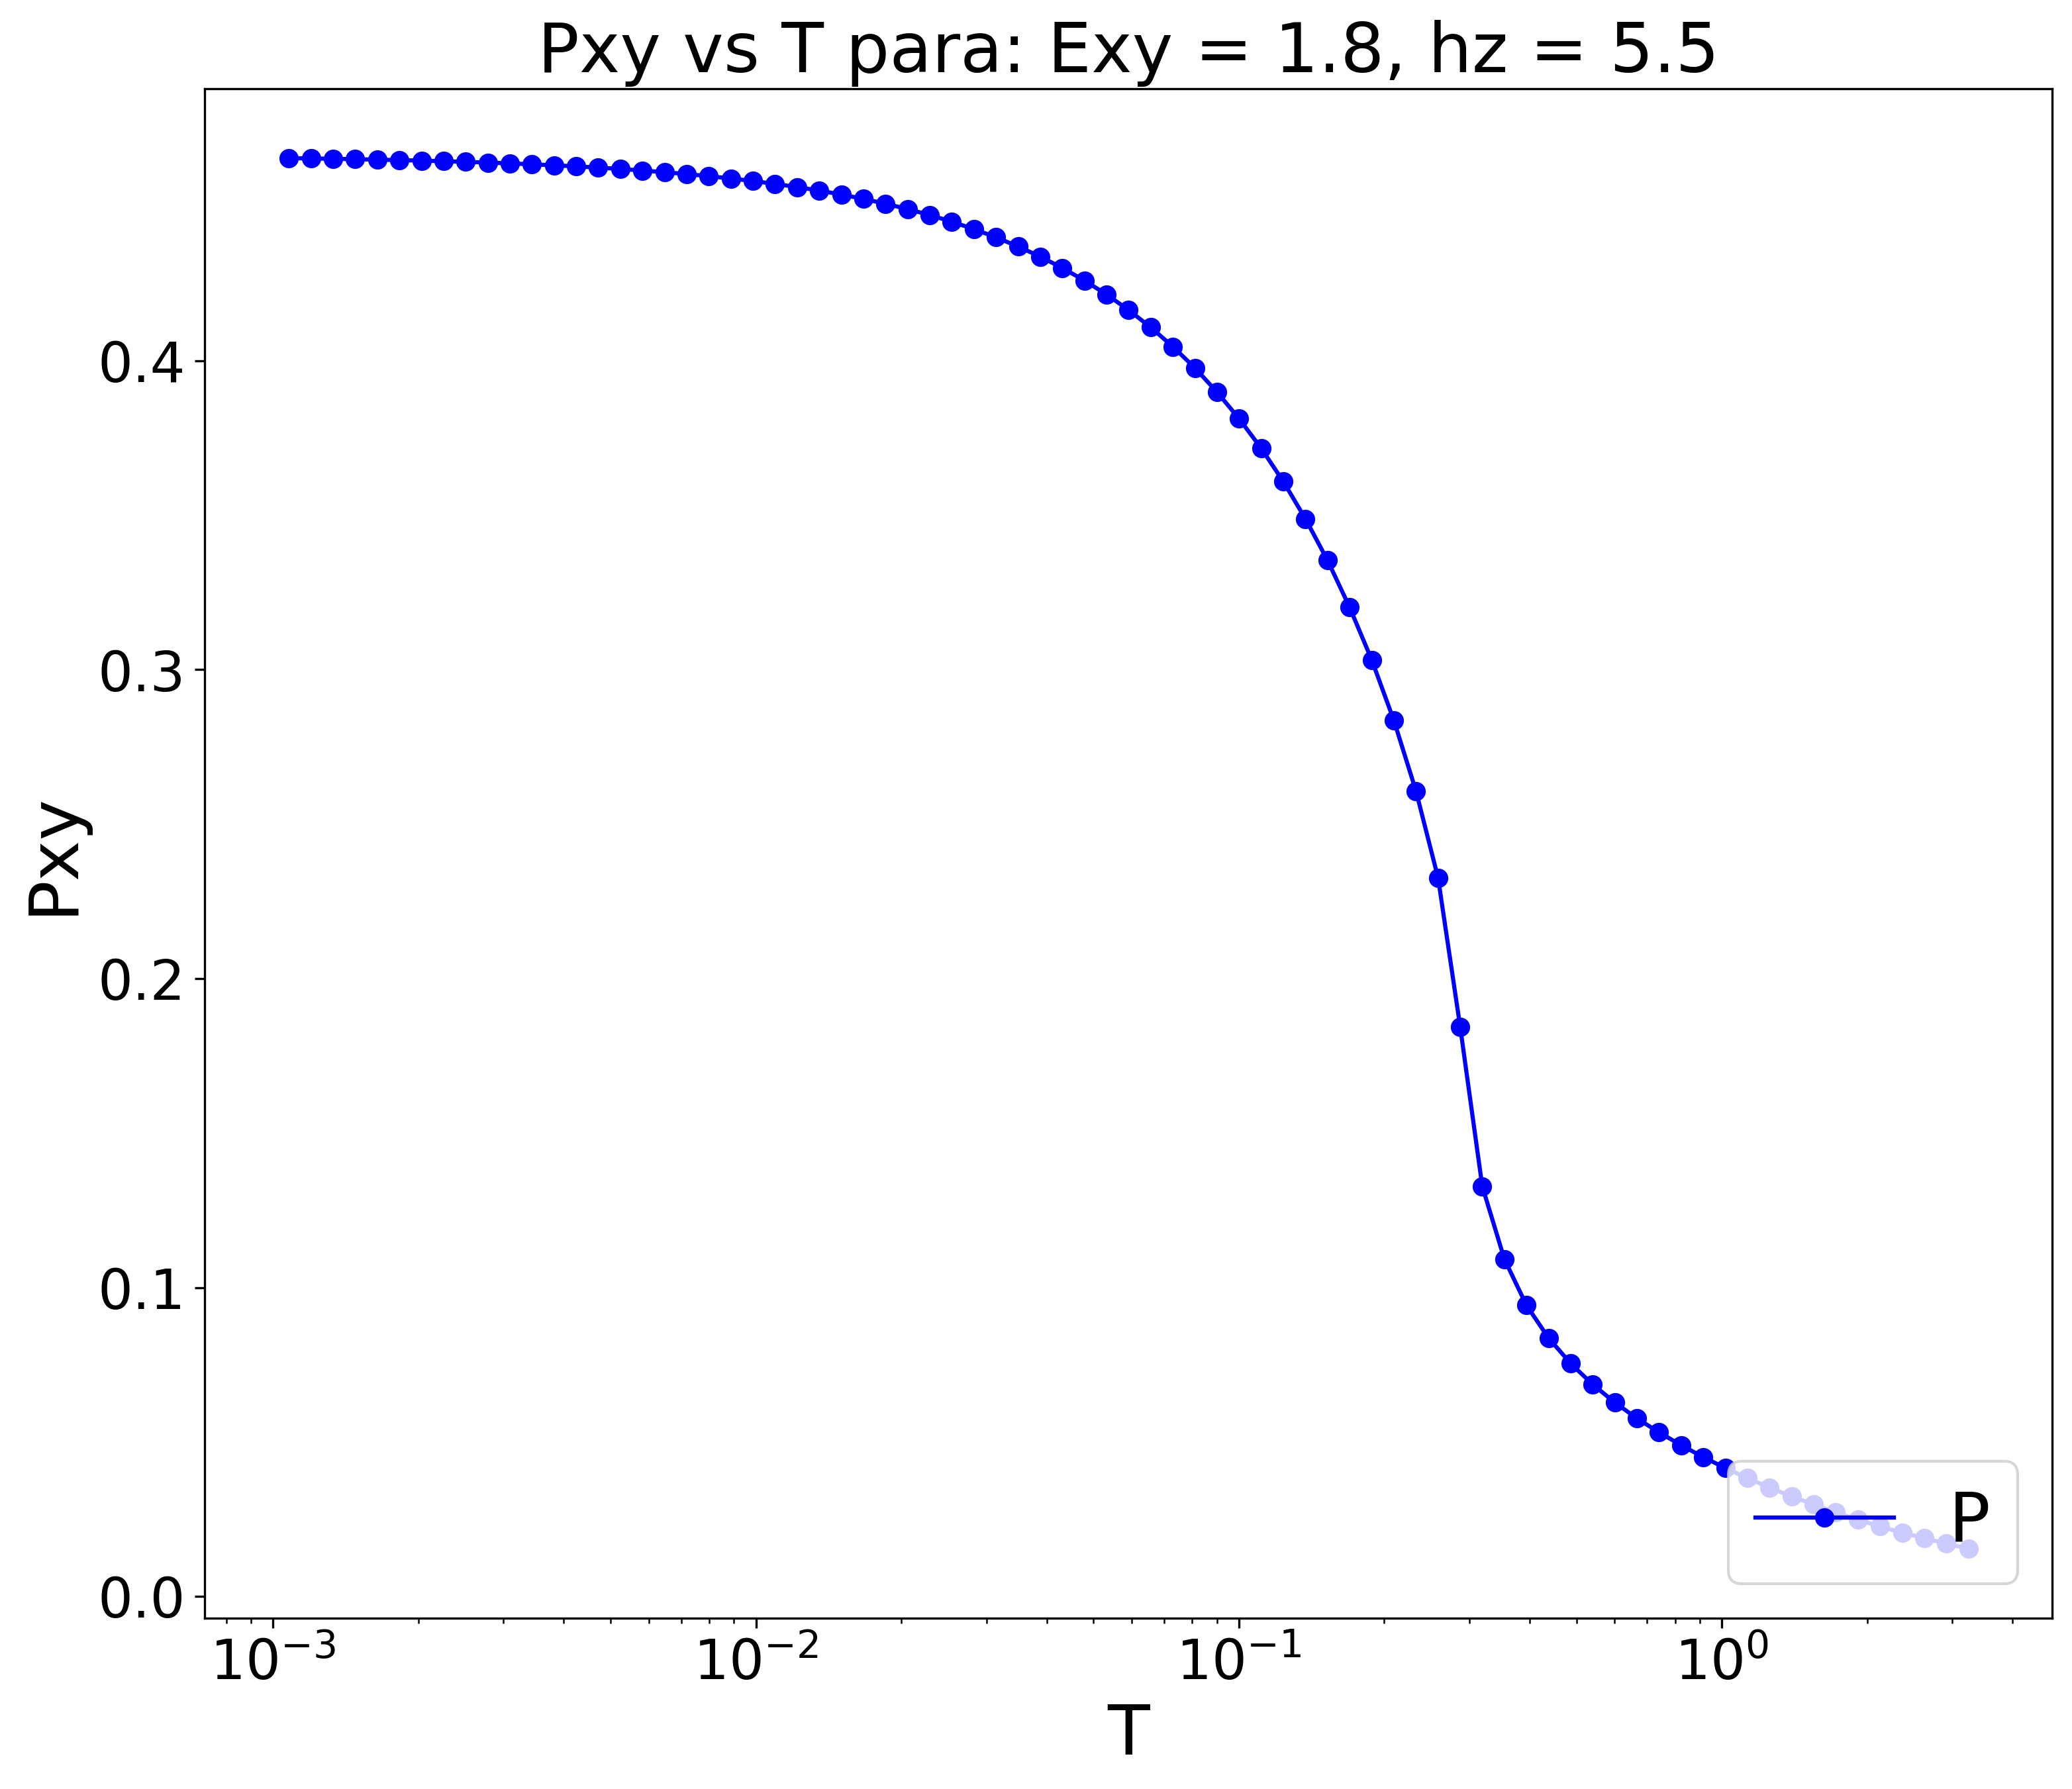 Pxy vs T para: Exy = 1.8, hz = 5.5
Pxy
0.4
0.3
0.2
0.1
0.0
10⁻³ 10⁻² 10⁻¹ 10⁰
T
P